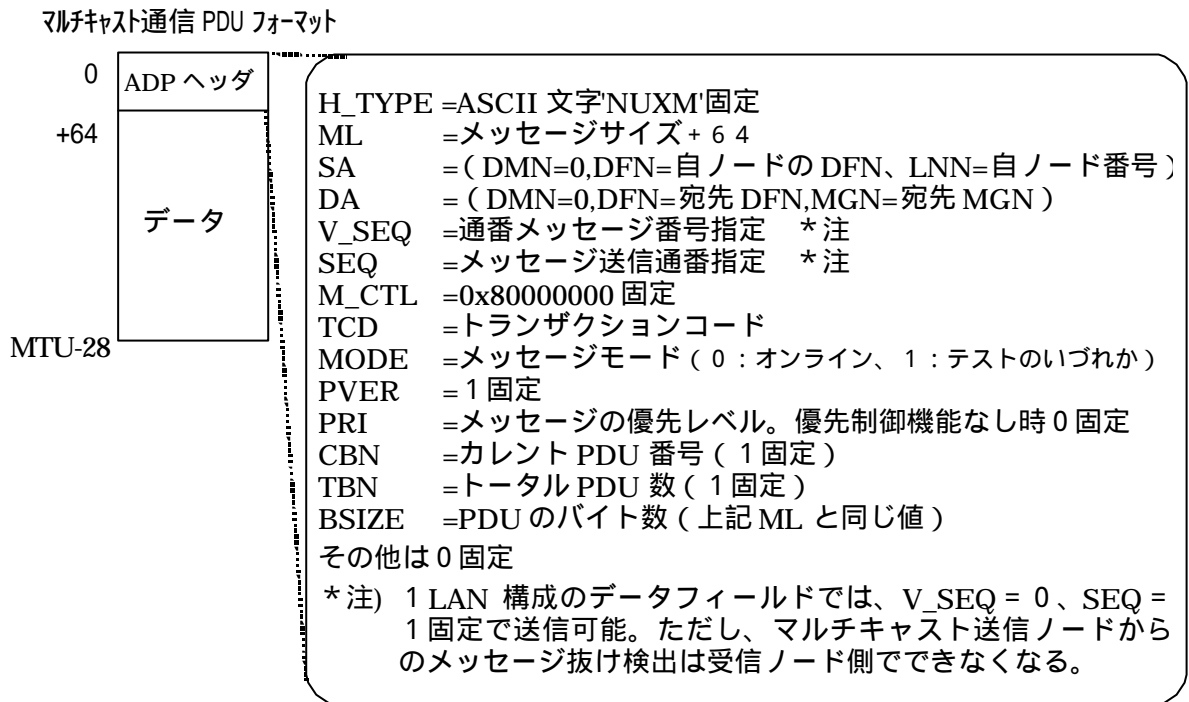 マルチキャスト通信 PDU フォーマット
0
ADP ヘッダ
+64
データ
MTU-28
H_TYPE =ASCII 文字'NUXM'固定
ML =メッセージサイズ+６４
SA =(DMN=0,DFN=自ノードの DFN、LNN=自ノード番号)
DA =(DMN=0,DFN=宛先 DFN,MGN=宛先 MGN)
V_SEQ =通番メッセージ番号指定 *注
SEQ =メッセージ送信通番指定 *注
M_CTL =0x80000000 固定
TCD =トランザクションコード
MODE =メッセージモード(０:オンライン、１:テストのいづれか)
PVER =１固定
PRI =メッセージの優先レベル。優先制御機能なし時０固定
CBN =カレント PDU 番号(１固定)
TBN =トータル PDU 数(１固定)
BSIZE =PDU のバイト数(上記 ML と同じ値)
その他は０固定
*注) １LAN 構成のデータフィールドでは、V_SEQ = ０、SEQ =
１固定で送信可能。ただし、マルチキャスト送信ノードから
のメッセージ抜け検出は受信ノード側でできなくなる。